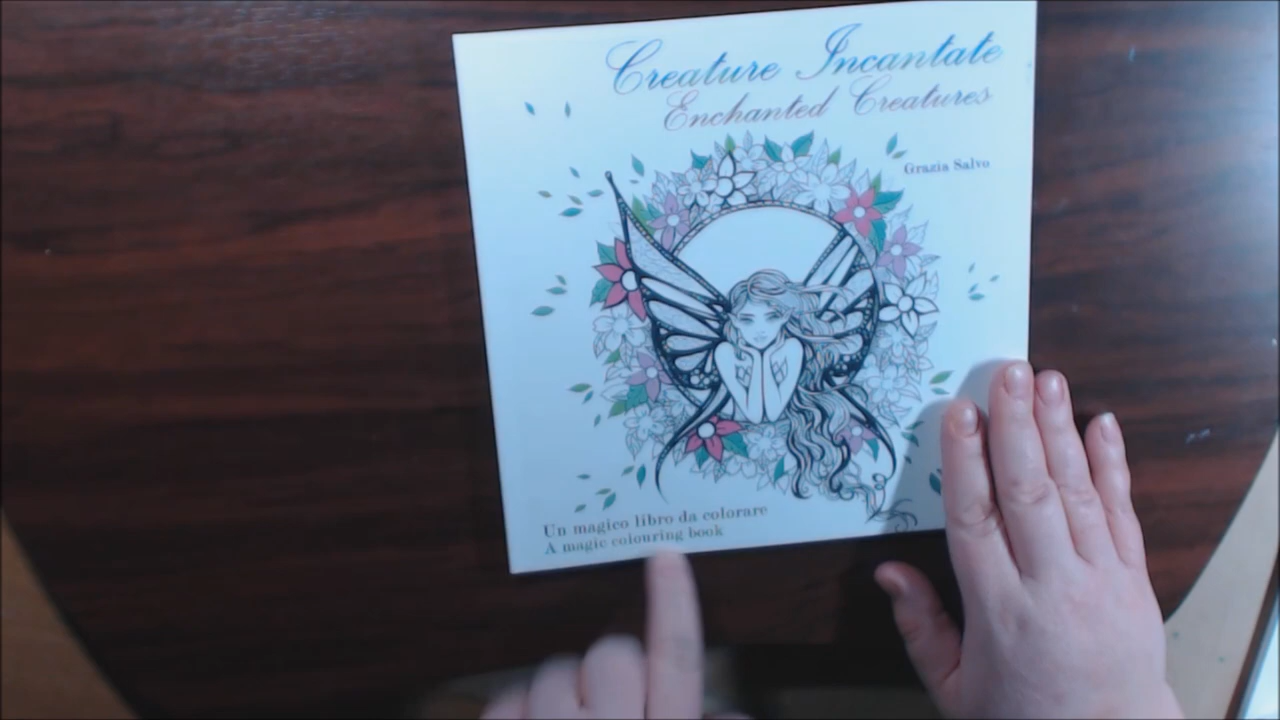 Creature Incantate
Enchanted Creatures
Grazia Salvo
Un magico libro da colorare
A magic colouring book